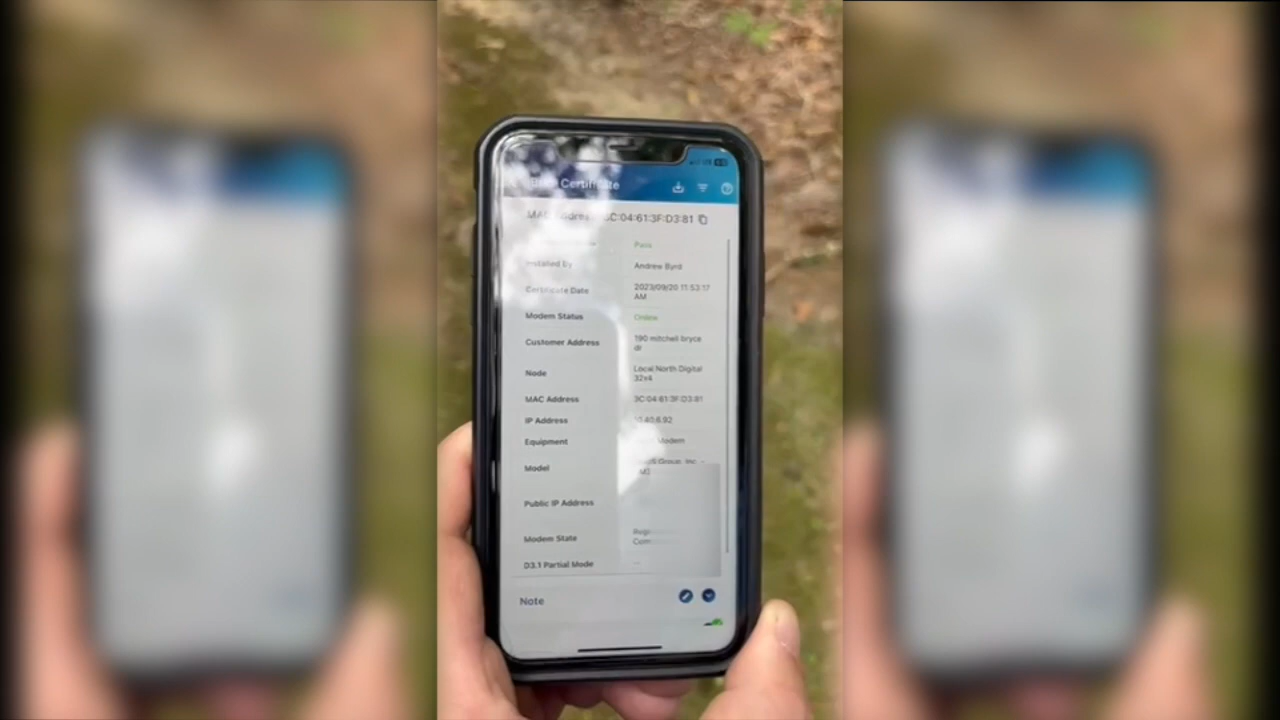 Certificate
MAC Address 3C:04:61:3F:D3:81
Pass
Installed by Andrew Byrd
Certificate Date 2023/09/20 11:53:17
AM
Modem Status Online
Customer Address 190 mitchell bryce
dr
Node Local North Digital
32x4
MAC Address 3C:04:61:3F:D3:81
IP Address
Equipment Modem
Model Group, Inc. -
Public IP Address
Modem State
D3.1 Partial Mode ---
Note